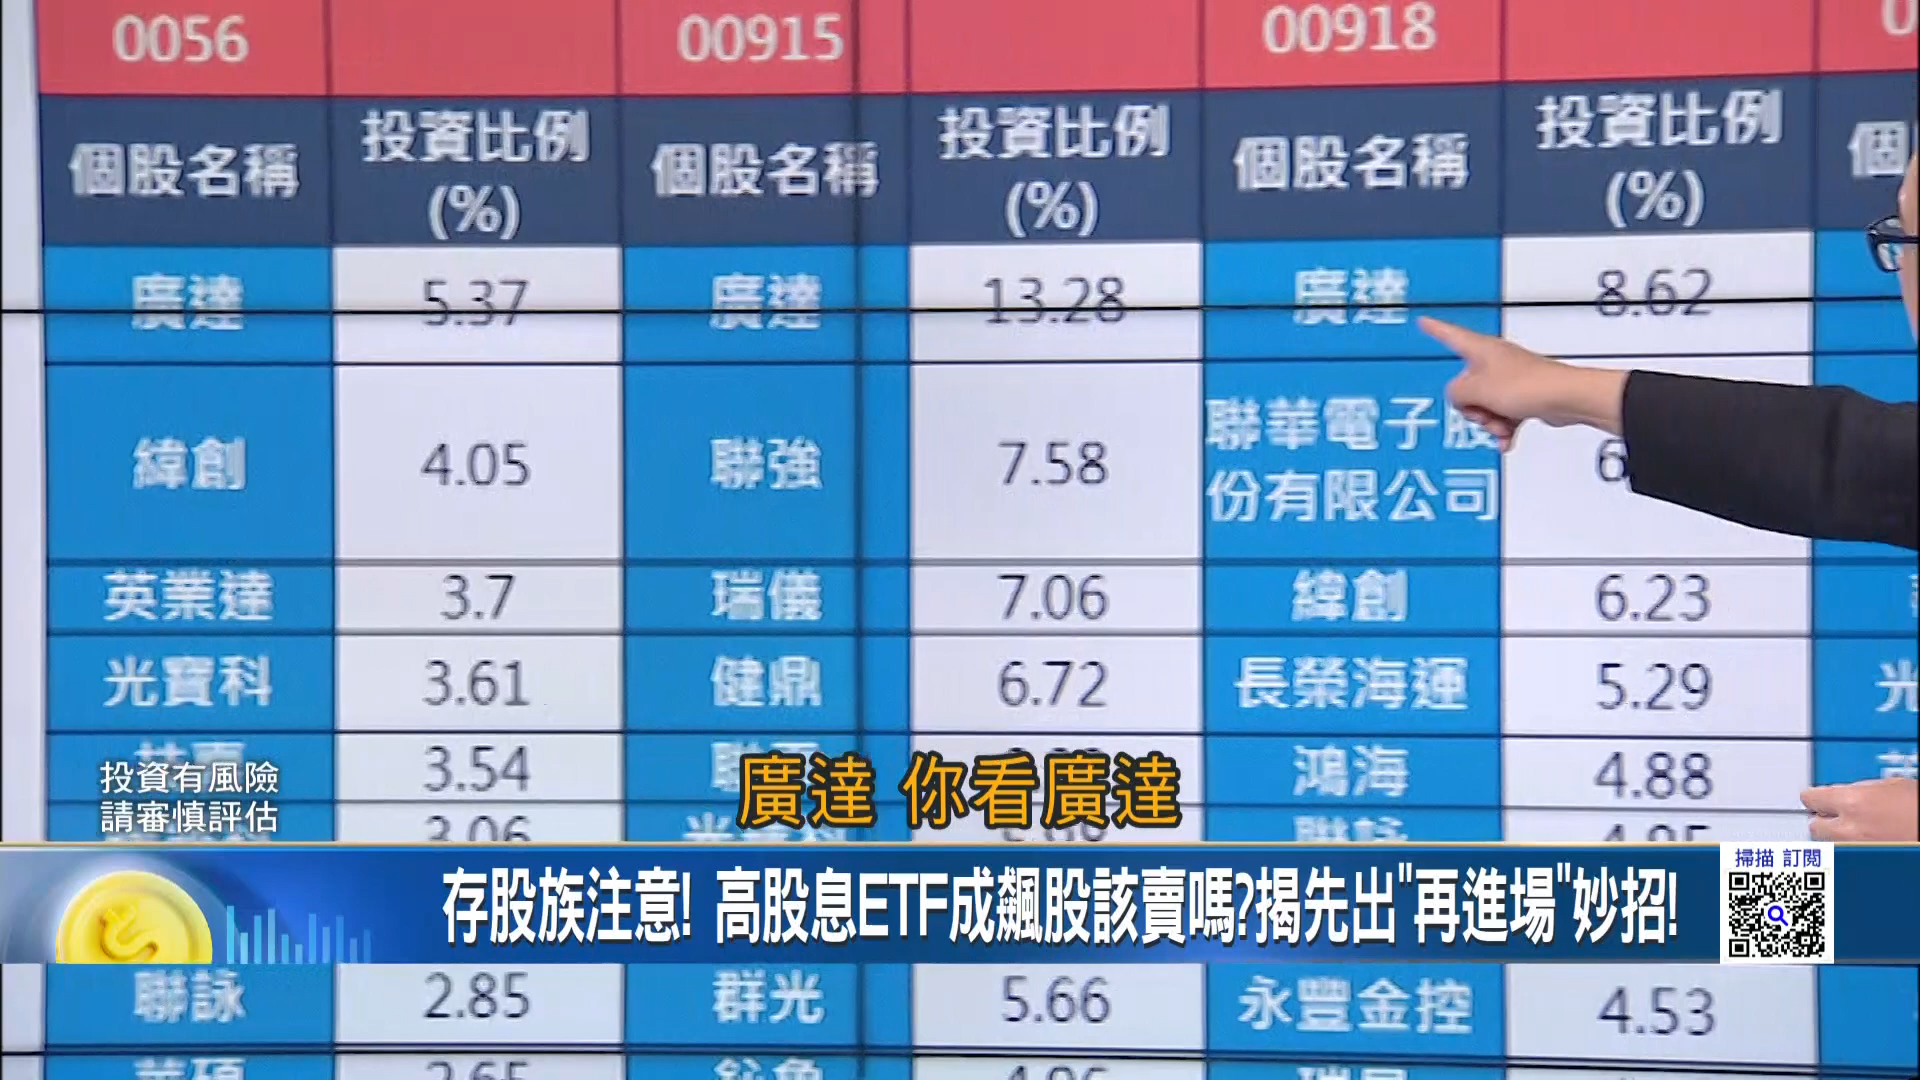 0056 00915 00918
個股名稱 投資比例(%) 個股名稱 投資比例(%) 個股名稱 投資比例(%)
廣達 5.37 廣達 13.28 廣達 8.62
緯創 4.05 聯強 7.58 聯華電子股份有限公司
英業達 3.7 瑞儀 7.06 緯創 6.23
光寶科 3.61 健鼎 6.72 長榮海運 5.29
3.54 鴻海 4.88
3.06
投資有風險
請審慎評估
廣達 你看廣達
存股族注意! 高股息ETF成飆股該賣嗎?揭先出"再進場"妙招!
掃描 訂閱
聯詠 2.85 群光 5.66 永豐金控 4.53